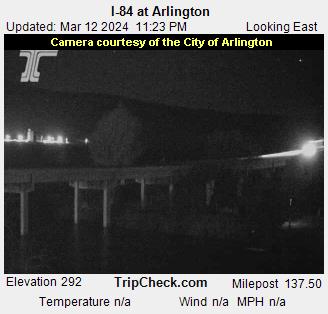 I-84 at Arlington
Updated: Mar 12 2024 11:23 PM Looking East
Camera courtesy of the City of Arlington
Elevation 292 TripCheck.com Milepost 137.50
Temperature n/a Wind n/a MPH n/a